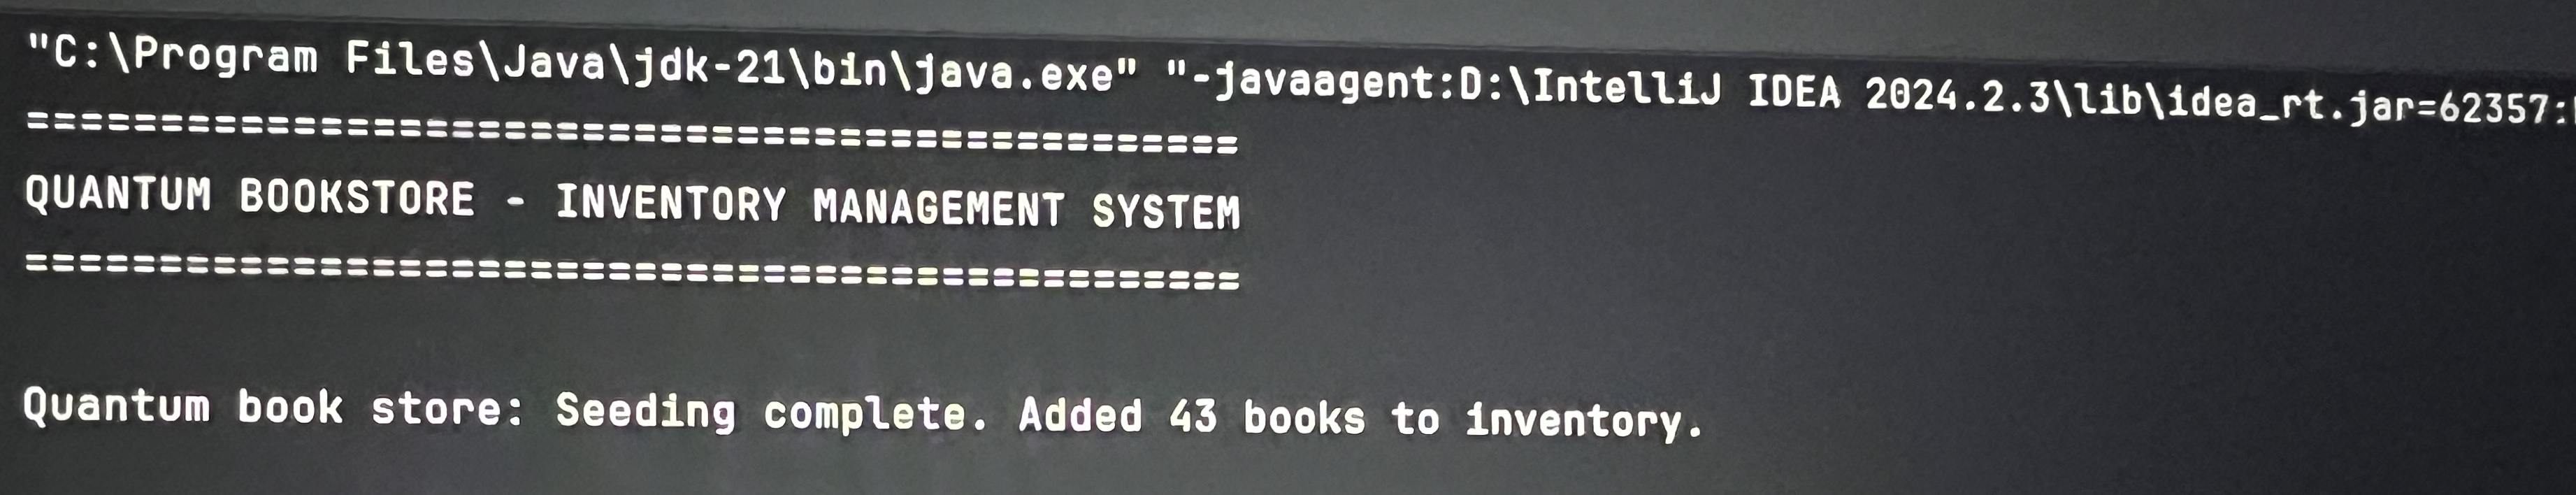 "C:\Program Files\Java\jdk-21\bin\java.exe" "-javaagent:D:\IntelliJ IDEA 2024.2.3\lib\idea_rt.jar=62357:
===============================================
QUANTUM BOOKSTORE - INVENTORY MANAGEMENT SYSTEM
===============================================
Quantum book store: Seeding complete. Added 43 books to inventory.